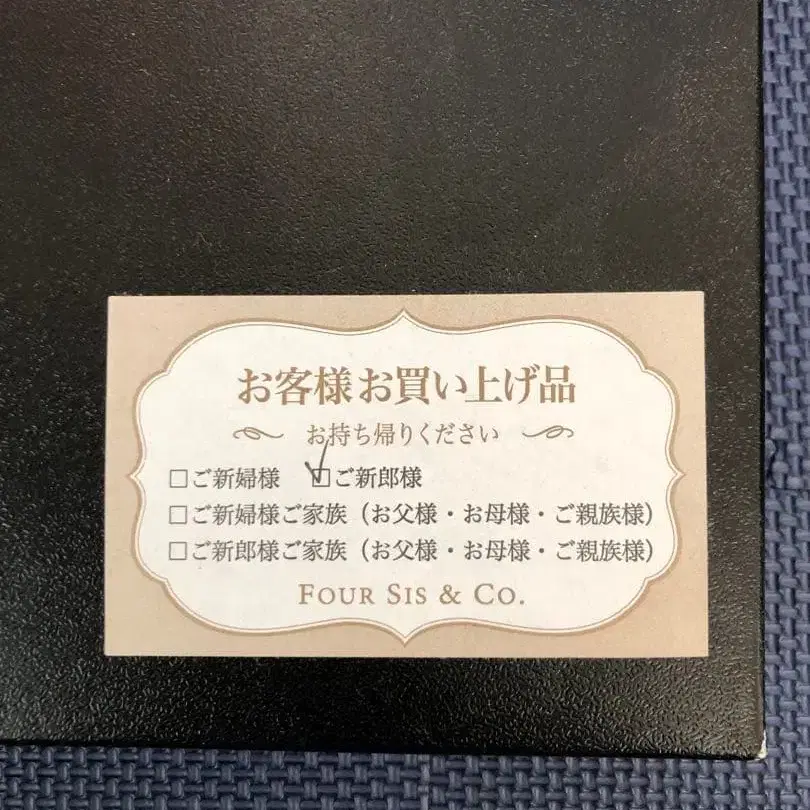 お客様お買い上げ品
お持ち帰りください
□ご新婦様 ☑ご新郎様
□ご新婦様ご家族（お父様・お母様・ご親族様）
□ご新郎様ご家族（お父様・お母様・ご親族様）
FOUR SIS & CO.